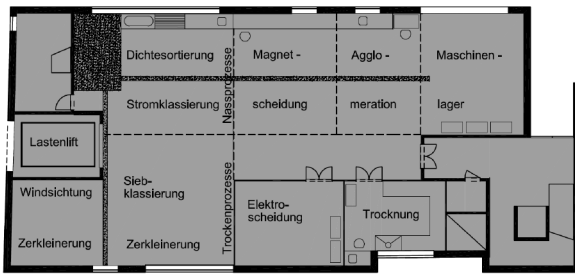 Dichtesortierung
Magnet -
Agglo -
Maschinen -
Stromklassierung
scheidung
meration
lager
Nassprozesse
Lastenlift
Windsichtung
Zerkleinerung
Sieb-
klassierung
Zerkleinerung
Trockenprozesse
Elektro-
scheidung
Trocknung